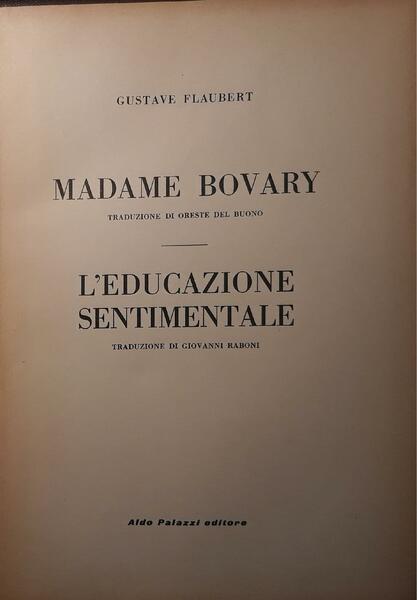 GUSTAVE FLAUBERT
MADAME BOVARY
TRADUZIONE DI ORESTE DEL BUONO
L'EDUCAZIONE
SENTIMENTALE
TRADUZIONE DI GIOVANNI RABONI
Aldo Palazzi editore